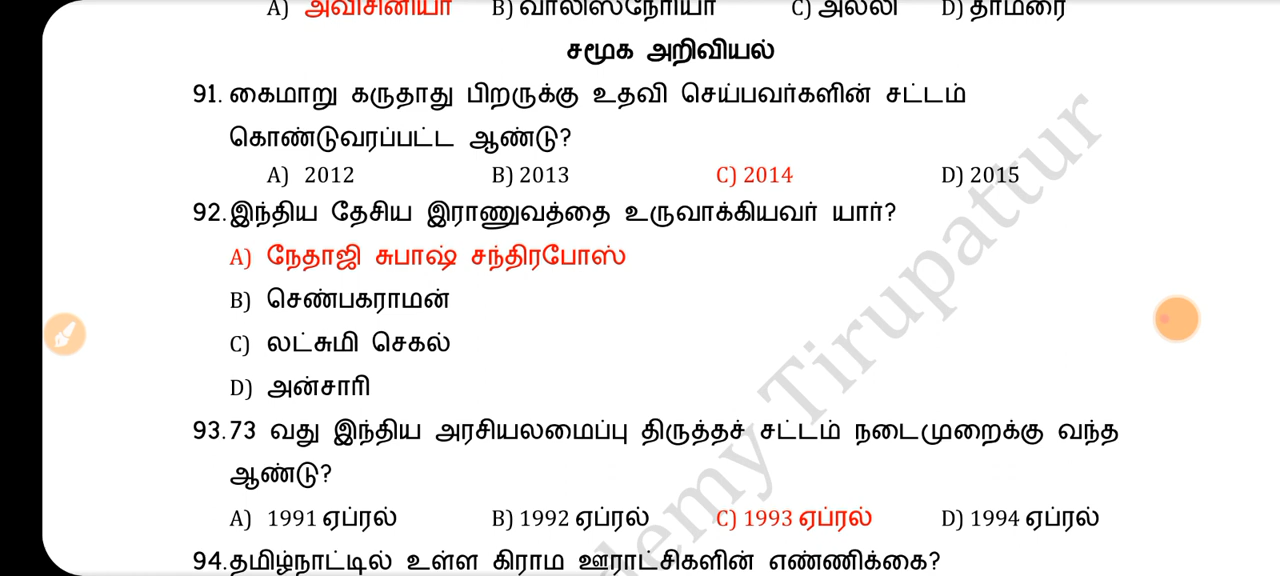 A) அவிசினியா B) வாலிஸ்நேரியா C) அல்லி D) தாமரை
சமூக அறிவியல்
91. கைமாறு கருதாது பிறருக்கு உதவி செய்பவர்களின் சட்டம்
கொண்டுவரப்பட்ட ஆண்டு?
A) 2012 B) 2013 C) 2014 D) 2015
92. இந்திய தேசிய இராணுவத்தை உருவாக்கியவர் யார்?
A) நேதாஜி சுபாஷ் சந்திரபோஸ்
B) செண்பகராமன்
C) லட்சுமி செகல்
D) அன்சாரி
93. 73 வது இந்திய அரசியலமைப்பு திருத்தச் சட்டம் நடைமுறைக்கு வந்த
ஆண்டு?
A) 1991 ஏப்ரல் B) 1992 ஏப்ரல் C) 1993 ஏப்ரல் D) 1994 ஏப்ரல்
94. தமிழ்நாட்டில் உள்ள கிராம ஊராட்சிகளின் எண்ணிக்கை?
Tirupattur